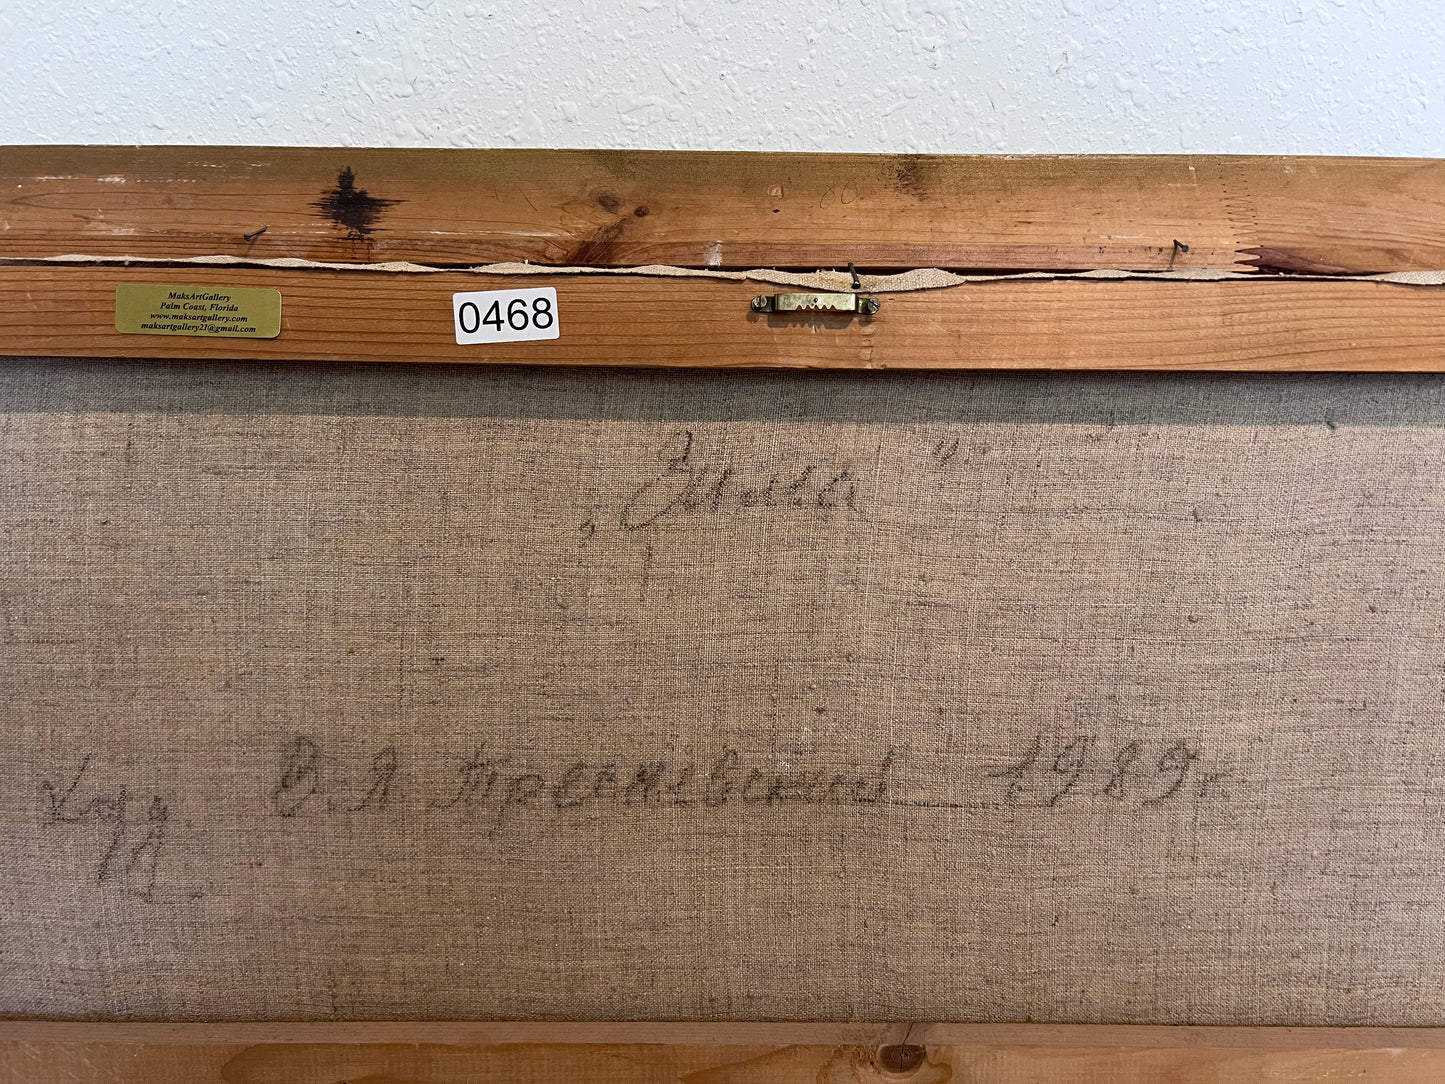 MaksArtGallery
Palm Coast, Florida
www.maksartgallery.com
maksartgallery21@gmail.com
0468
„Зима"
Худ. В.Я 1989г.